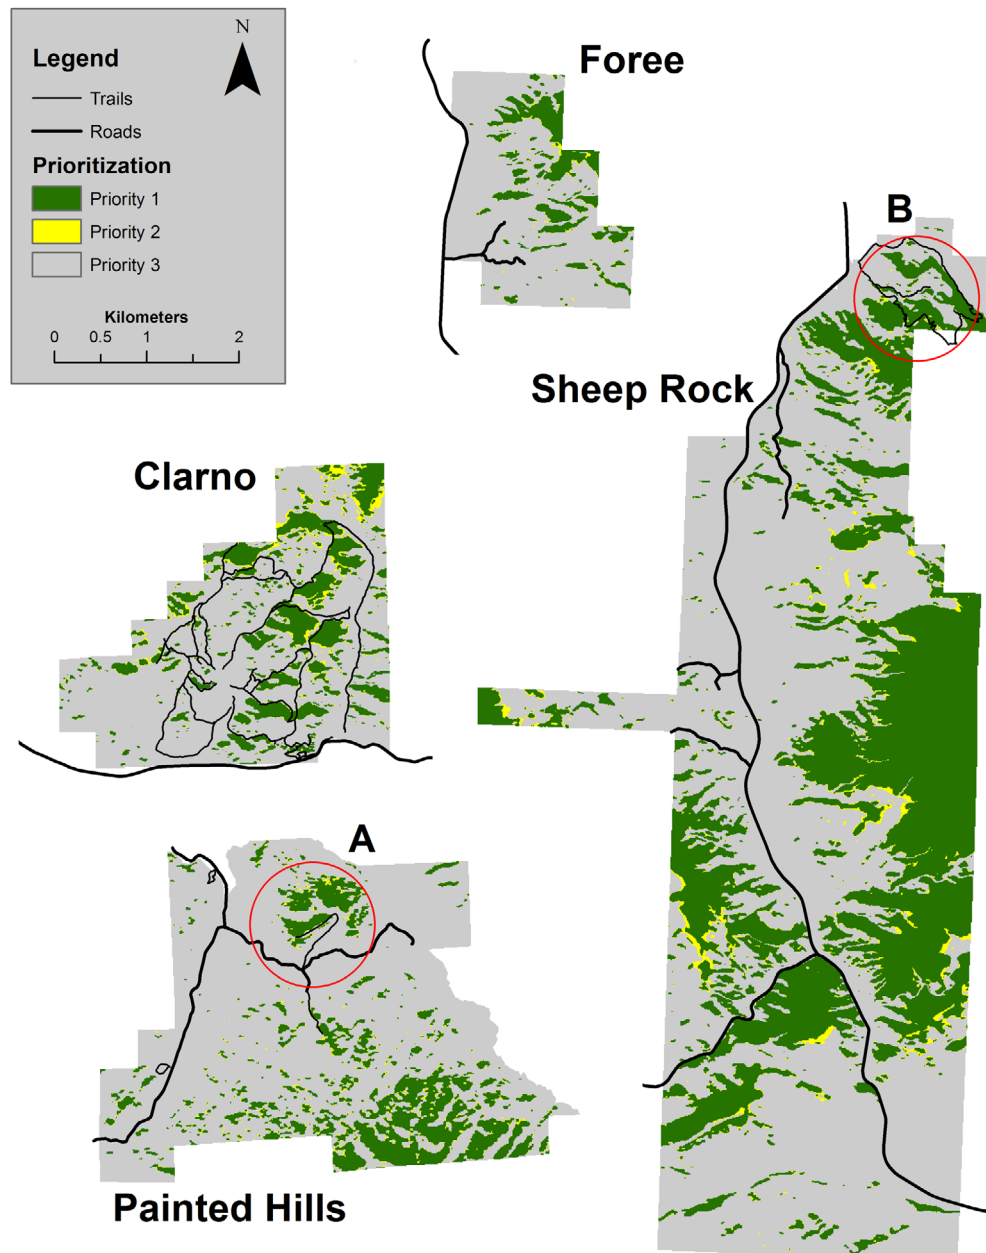 N
Legend
Trails
Roads
Prioritization
Priority 1
Priority 2
Priority 3
Kilometers
0 0.5 1 2
Foree
B
Sheep Rock
Clarno
A
Painted Hills